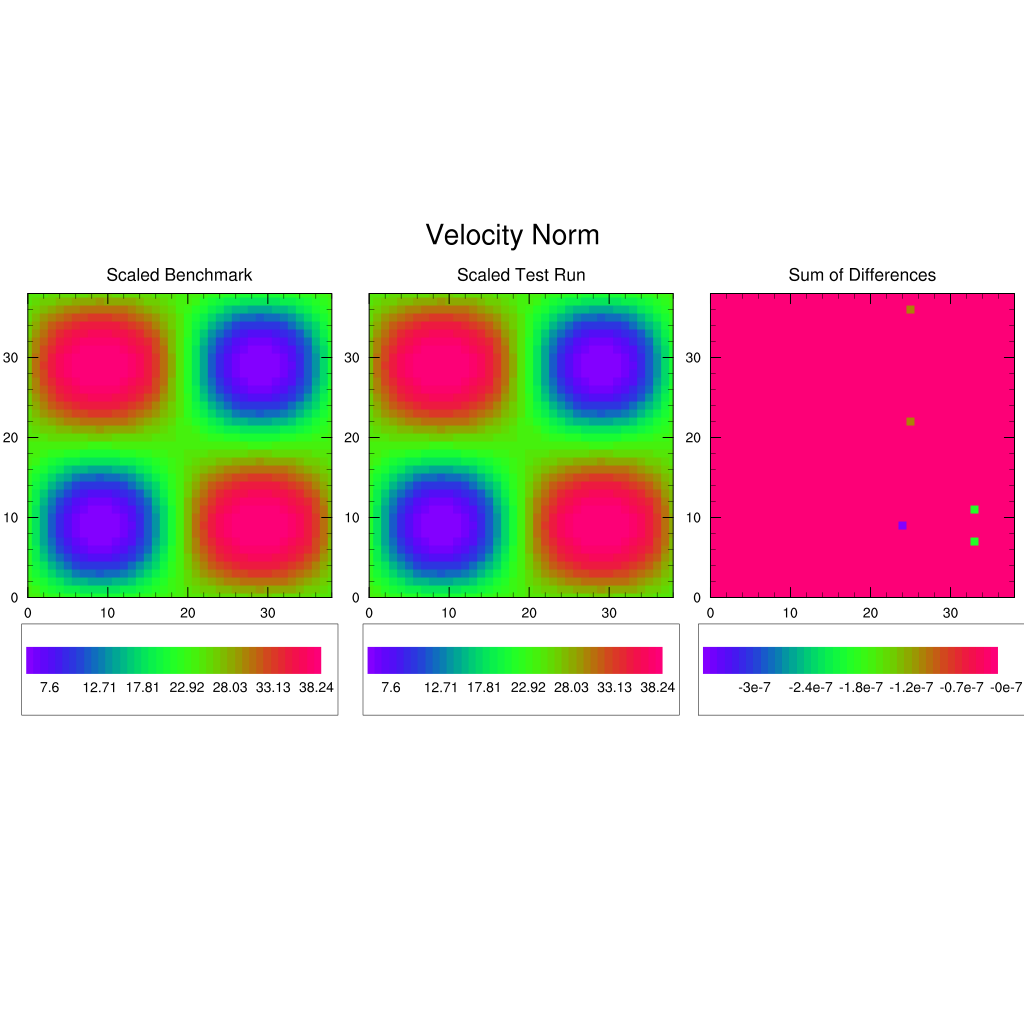 Velocity Norm
Scaled Benchmark
Scaled Test Run
Sum of Differences
30
20
10
0
0 10 20 30
30
20
10
0
0 10 20 30
30
20
10
0
0 10 20 30
7.6 12.71 17.81 22.92 28.03 33.13 38.24
7.6 12.71 17.81 22.92 28.03 33.13 38.24
-3e-7 -2.4e-7 -1.8e-7 -1.2e-7 -0.7e-7 -0e-7